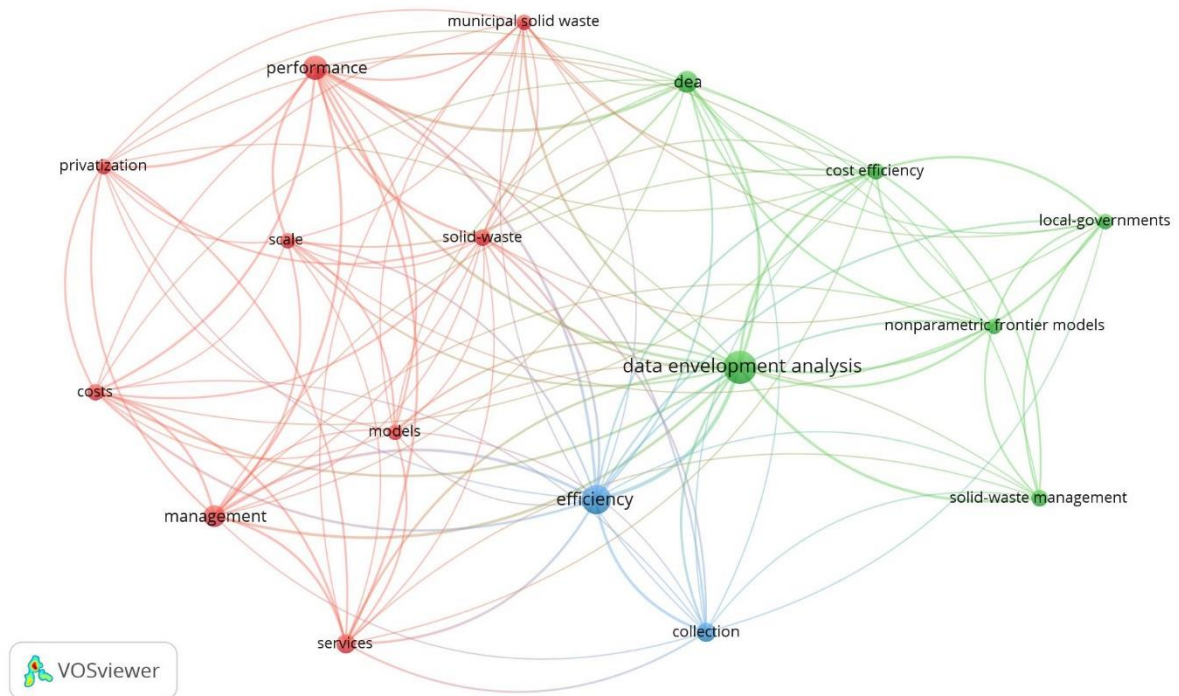 municipal solid waste
performance
dea
privatization
cost efficiency
local-governments
scale
solid-waste
nonparametric frontier models
data envelopment analysis
costs
models
efficiency
solid-waste management
management
collection
services
VOSviewer